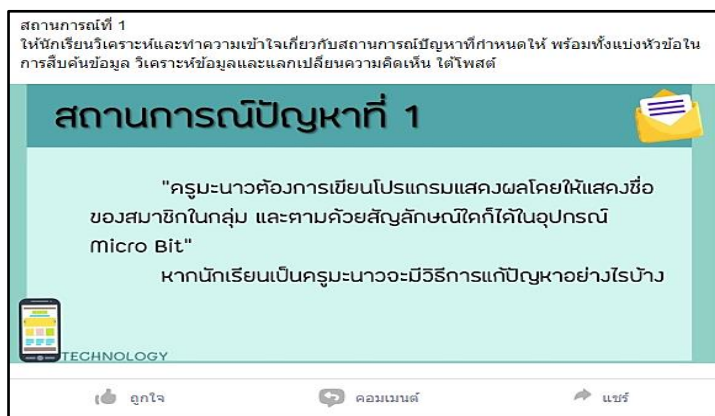 สถานการณ์ที่ 1
ให้นักเรียนวิเคราะห์และทำความเข้าใจเกี่ยวกับสถานการณ์ปัญหาที่กำหนดให้ พร้อมทั้งแบ่งหัวข้อใน
การสืบค้นข้อมูล วิเคราะห์ข้อมูลและแลกเปลี่ยนความคิดเห็น ใต้โพสต์
สถานการณ์ปัญหาที่ 1
"ครูมะนาวต้องการเขียนโปรแกรมแสดงผลโดยให้แสดงชื่อ
ของสมาชิกในกลุ่ม และตามด้วยสัญลักษณ์ใดก็ได้ในอุปกรณ์
Micro Bit"
หากนักเรียนเป็นครูมะนาวจะมีวิธีการแก้ปัญหาอย่างไรบ้าง
TECHNOLOGY
ถูกใจ คอมเมนต์ แชร์